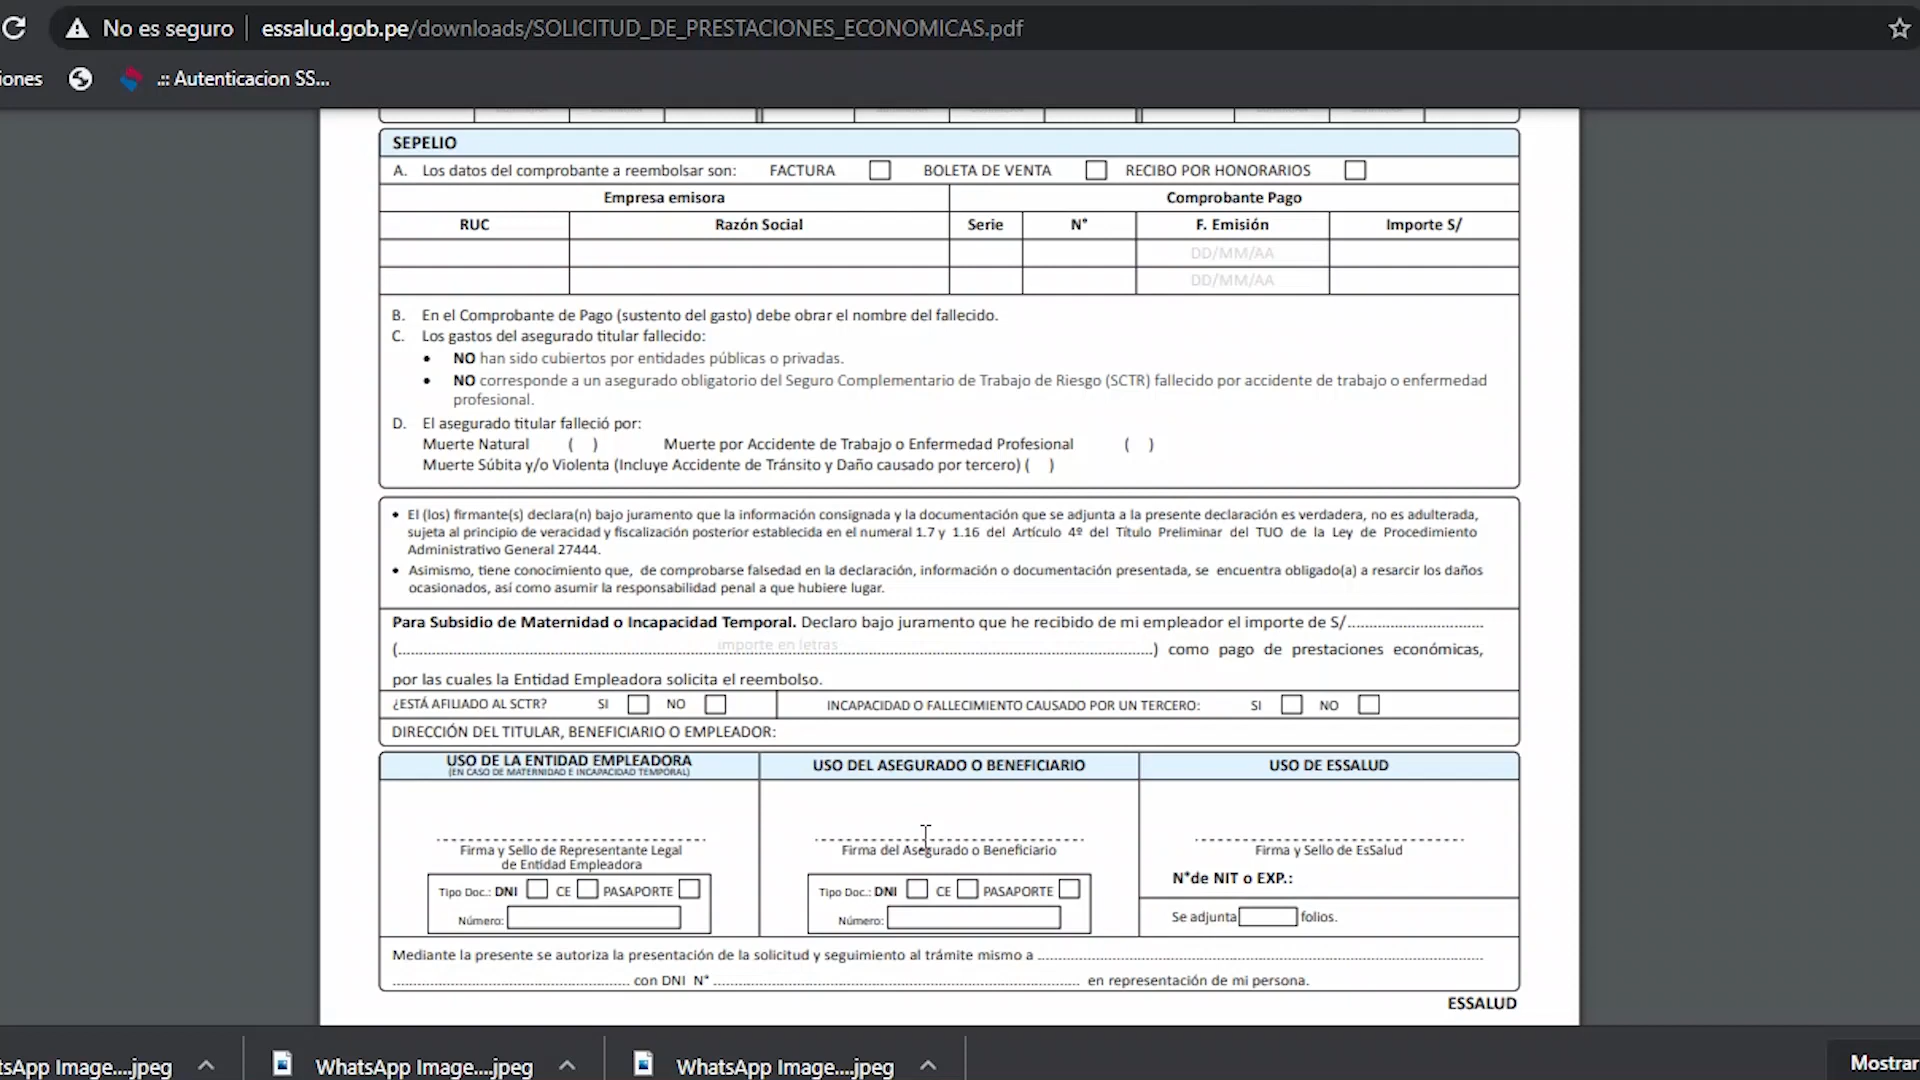 No es seguro
essalud.gob.pe/downloads/SOLICITUD_DE_PRESTACIONES_ECONOMICAS.pdf
iones
.:: Autenticacion SS...
SEPELIO
A. Los datos del comprobante a reembolsar son: FACTURA BOLETA DE VENTA RECIBO POR HONORARIOS
Empresa emisora Comprobante Pago
RUC Razón Social Serie N° F. Emisión Importe S/
DD/MM/AA
DD/MM/AA
B. En el Comprobante de Pago (sustento del gasto) debe obrar el nombre del fallecido.
C. Los gastos del asegurado titular fallecido:
• NO han sido cubiertos por entidades públicas o privadas.
• NO corresponde a un asegurado obligatorio del Seguro Complementario de Trabajo de Riesgo (SCTR) fallecido por accidente de trabajo o enfermedad
profesional.
D. El asegurado titular falleció por:
Muerte Natural ( ) Muerte por Accidente de Trabajo o Enfermedad Profesional ( )
Muerte Súbita y/o Violenta (Incluye Accidente de Tránsito y Daño causado por tercero) ( )
• El (los) firmante(s) declara(n) bajo juramento que la información consignada y la documentación que se adjunta a la presente declaración es verdadera, no es adulterada,
sujeta al principio de veracidad y fiscalización posterior establecida en el numeral 1.7 y 1.16 del Artículo 4º del Título Preliminar del TUO de la Ley de Procedimiento
Administrativo General 27444.
• Asimismo, tiene conocimiento que, de comprobarse falsedad en la declaración, información o documentación presentada, se encuentra obligado(a) a resarcir los daños
ocasionados, así como asumir la responsabilidad penal a que hubiere lugar.
Para Subsidio de Maternidad o Incapacidad Temporal. Declaro bajo juramento que he recibido de mi empleador el importe de S/................................
(...............importe en letras...............) como pago de prestaciones económicas,
por las cuales la Entidad Empleadora solicita el reembolso.
¿ESTÁ AFILIADO AL SCTR? SI NO INCAPACIDAD O FALLECIMIENTO CAUSADO POR UN TERCERO: SI NO
DIRECCIÓN DEL TITULAR, BENEFICIARIO O EMPLEADOR:
USO DE LA ENTIDAD EMPLEADORA USO DEL ASEGURADO O BENEFICIARIO USO DE ESSALUD
(EN CASO DE MATERNIDAD E INCAPACIDAD TEMPORAL)
Firma y Sello de Representante Legal Firma del Asegurado o Beneficiario Firma y Sello de EsSalud
de Entidad Empleadora
N°de NIT o EXP.:
Tipo Doc.: DNI CE PASAPORTE Tipo Doc.: DNI CE PASAPORTE
Número: Número: Se adjunta folios.
Mediante la presente se autoriza la presentación de la solicitud y seguimiento al trámite mismo a ................................
................................ con DNI N° ................................ en representación de mi persona.
ESSALUD
tsApp Image....jpeg WhatsApp Image....jpeg WhatsApp Image....jpeg Mostrar